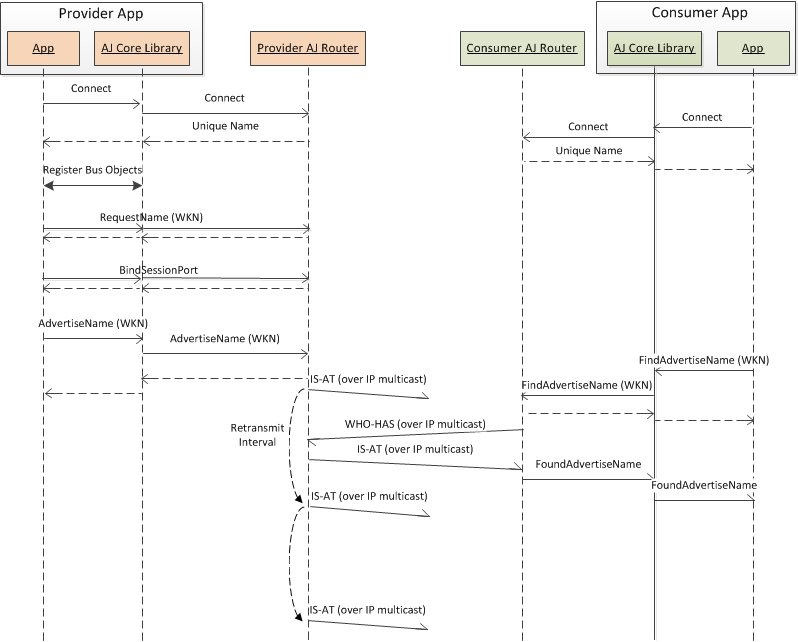 Provider App
Consumer App
App
AJ Core Library
Provider AJ Router
Consumer AJ Router
AJ Core Library
App
Connect
Connect
Connect
Connect
Unique Name
Unique Name
Register Bus Objects
RequestName (WKN)
BindSessionPort
AdvertiseName (WKN)
AdvertiseName (WKN)
FindAdvertiseName (WKN)
IS-AT (over IP multicast)
FindAdvertiseName (WKN)
Retransmit
Interval
WHO-HAS (over IP multicast)
IS-AT (over IP multicast)
FoundAdvertiseName
FoundAdvertiseName
IS-AT (over IP multicast)
IS-AT (over IP multicast)